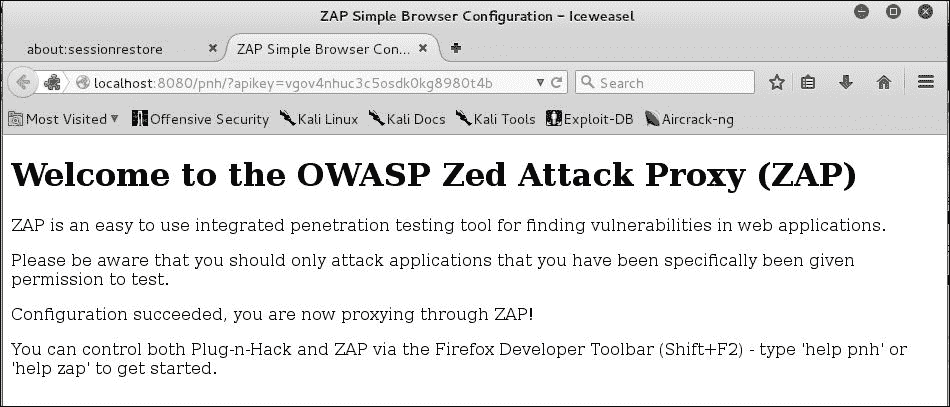 ZAP Simple Browser Configuration – Iceweasel
about:sessionrestore
ZAP Simple Browser Con...
localhost:8080/pnh/?apikey=vgov4nhuc3c5osdk0kg8980t4b
Search
Most Visited
Offensive Security
Kali Linux
Kali Docs
Kali Tools
Exploit-DB
Aircrack-ng
Welcome to the OWASP Zed Attack Proxy (ZAP)
ZAP is an easy to use integrated penetration testing tool for finding vulnerabilities in web applications.
Please be aware that you should only attack applications that you have been specifically been given
permission to test.
Configuration succeeded, you are now proxying through ZAP!
You can control both Plug-n-Hack and ZAP via the Firefox Developer Toolbar (Shift+F2) - type 'help pnh' or
'help zap' to get started.